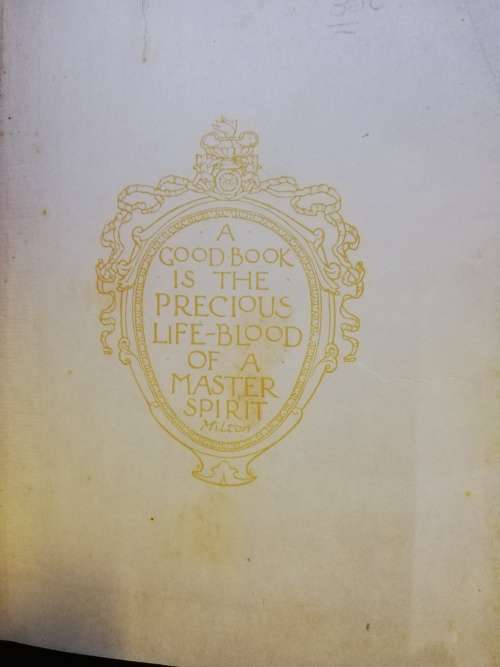 A
GOOD·BOOK
IS THE
PRECIOUS
LIFE-BLOOD
OF A
MASTER
SPIRIT
Milton